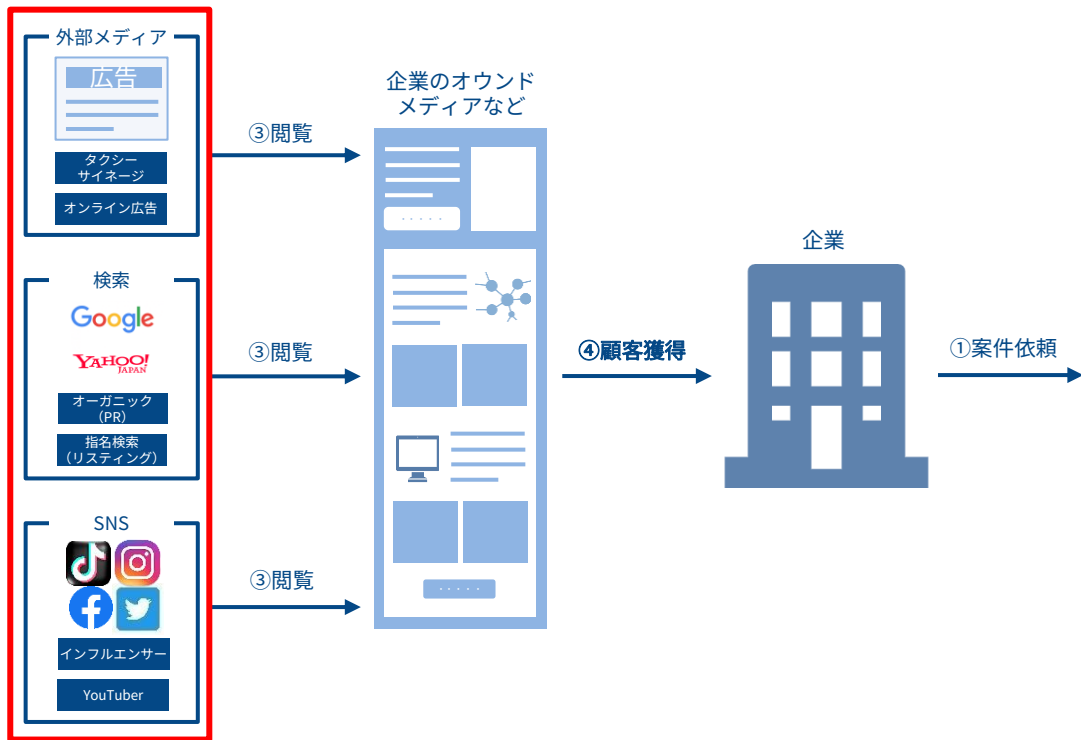 外部メディア
広告
タクシー
サイネージ
オンライン広告
③閲覧
検索
Google
YAHOO!
JAPAN
オーガニック
（PR）
指名検索
（リスティング）
③閲覧
SNS
インフルエンサー
YouTuber
③閲覧
企業のオウンド
メディアなど
④顧客獲得
企業
①案件依頼